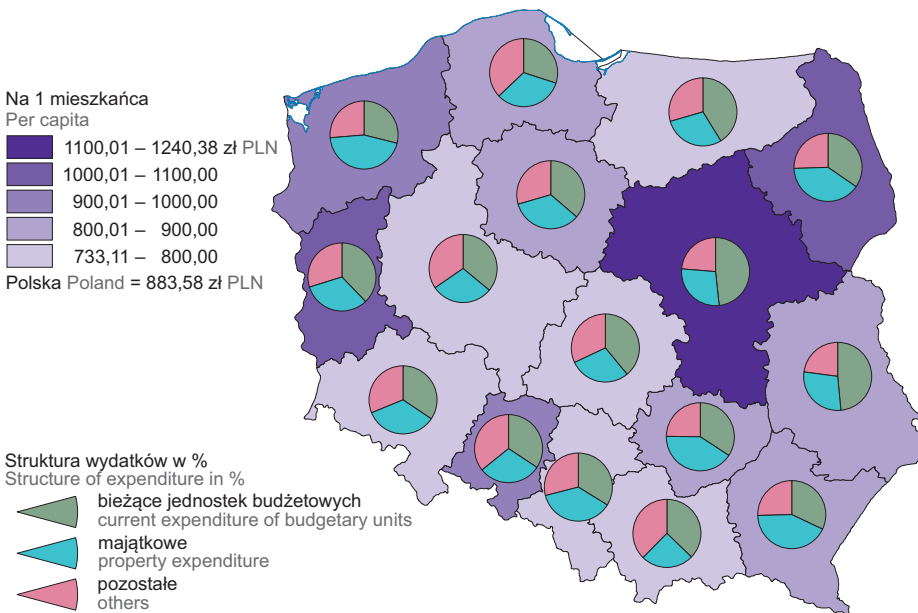 Na 1 mieszkańca
Per capita
1100,01 – 1240,38 zł PLN
1000,01 – 1100,00
900,01 – 1000,00
800,01 – 900,00
733,11 – 800,00
Polska Poland = 883,58 zł PLN
Struktura wydatków w %
Structure of expenditure in %
bieżące jednostek budżetowych
current expenditure of budgetary units
majątkowe
property expenditure
pozostałe
others